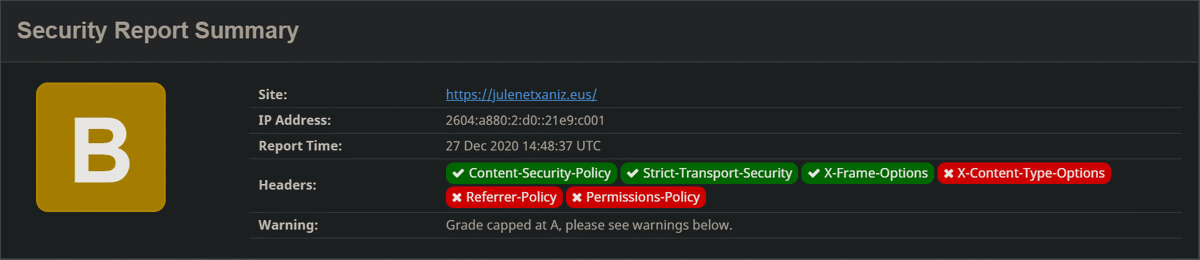 Security Report Summary
B
Site: https://julenetxaniz.eus/
IP Address: 2604:a880:2:d0::21e9:c001
Report Time: 27 Dec 2020 14:48:37 UTC
Headers: ✔ Content-Security-Policy ✔ Strict-Transport-Security ✔ X-Frame-Options ✖ X-Content-Type-Options
✖ Referrer-Policy ✖ Permissions-Policy
Warning: Grade capped at A, please see warnings below.